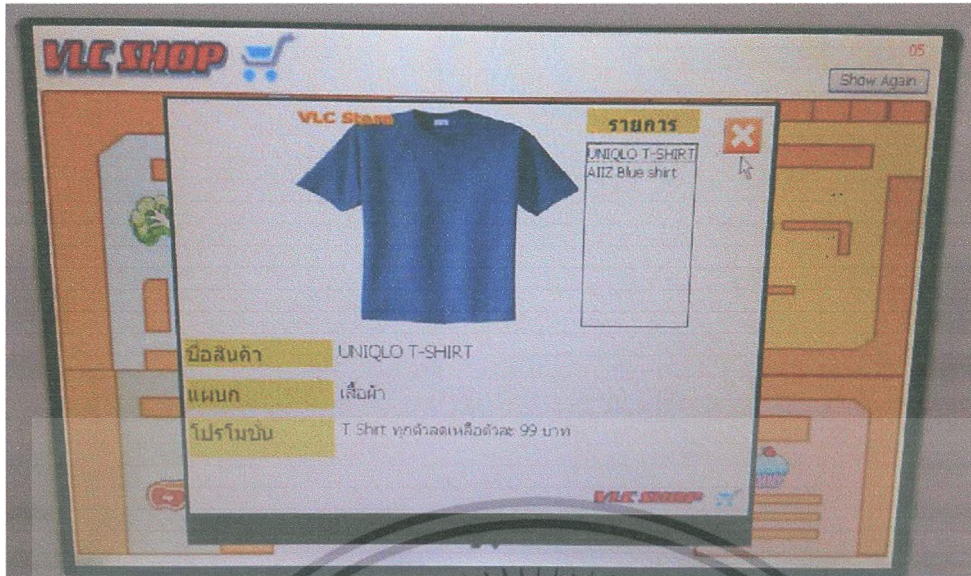 VLC SHOP
05
Show Again
VLC Store
รายการ
UNIQLO T-SHIRT
AIIZ Blue shirt
ชื่อสินค้า
UNIQLO T-SHIRT
แผนก
เสื้อผ้า
โปรโมชั่น
T Shirt ทุกตัวลดเหลือตัวละ 99 บาท
VLC SHOP